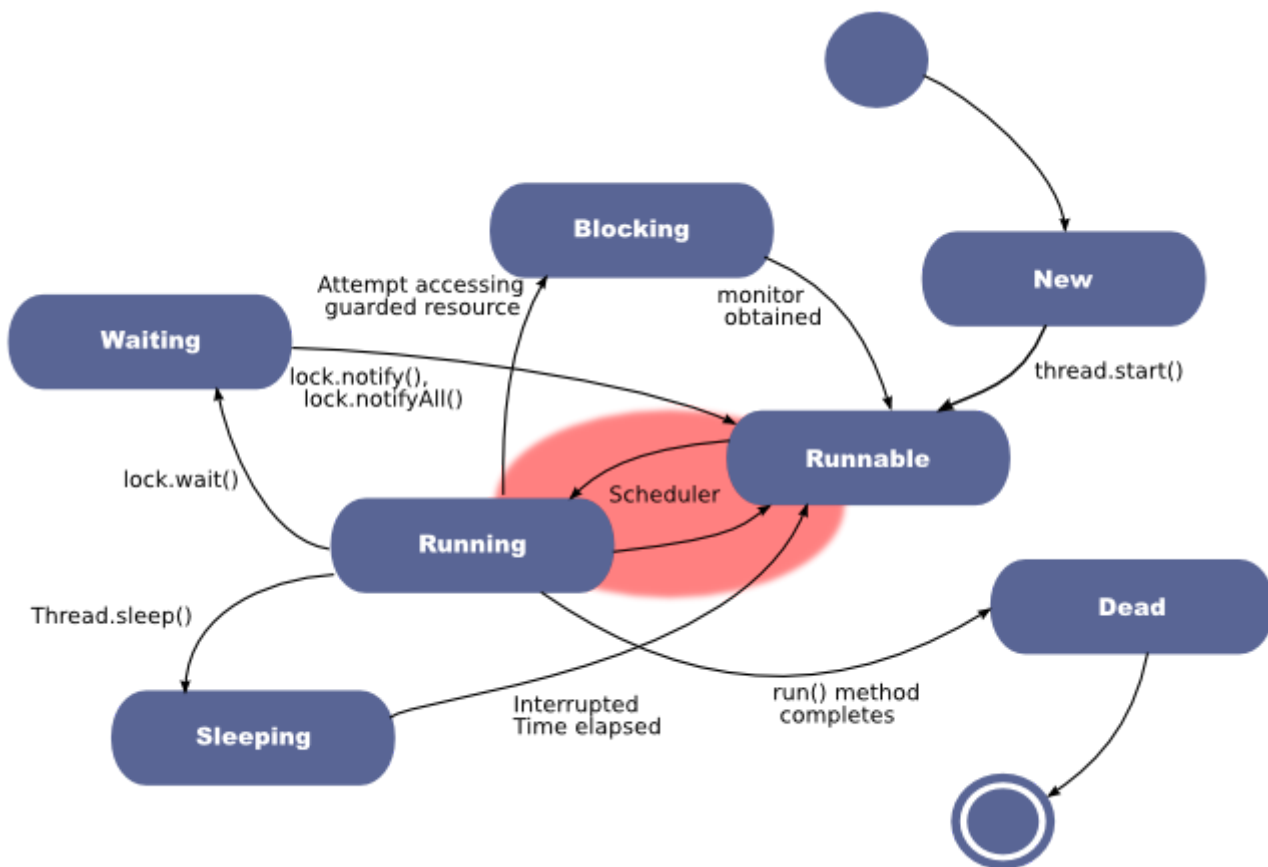 Blocking
New
Attempt accessing
guarded resource
monitor
obtained
Waiting
thread.start()
lock.notify(),
lock.notifyAll()
Runnable
lock.wait()
Scheduler
Running
Dead
Thread.sleep()
run() method
completes
Interrupted
Time elapsed
Sleeping